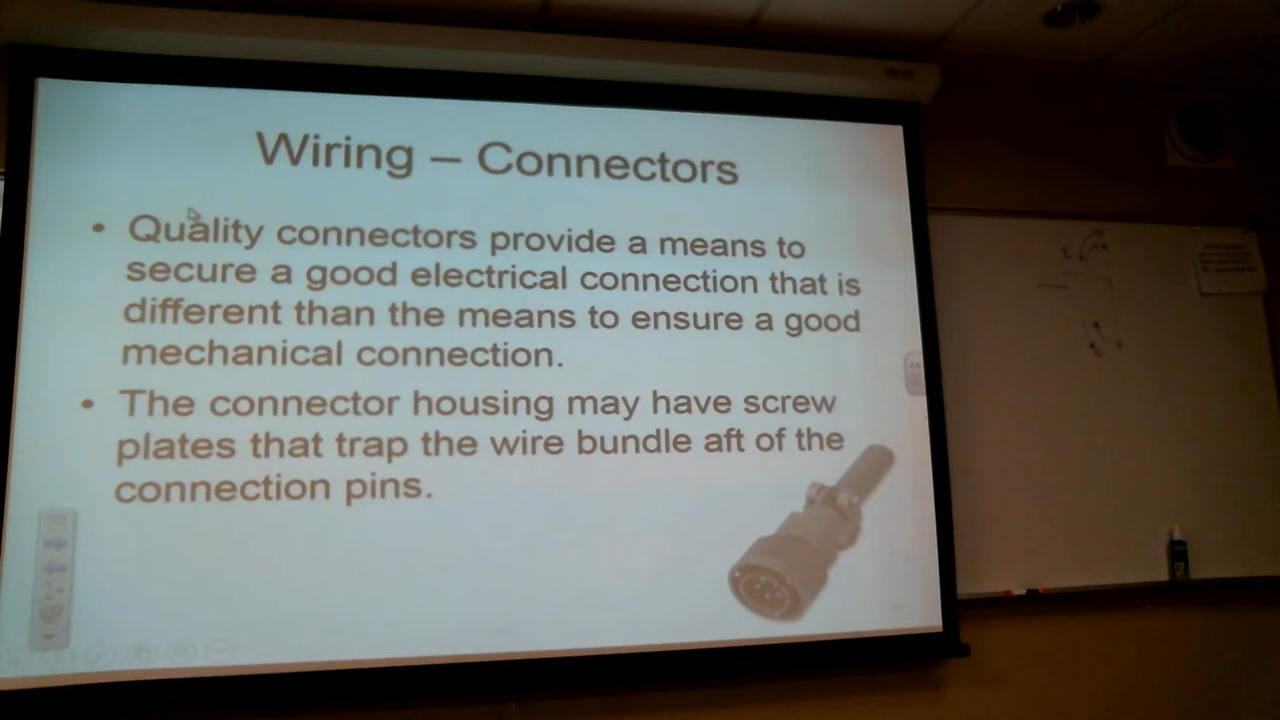 Wiring – Connectors
• Quality connectors provide a means to
secure a good electrical connection that is
different than the means to ensure a good
mechanical connection.
• The connector housing may have screw
plates that trap the wire bundle aft of the
connection pins.